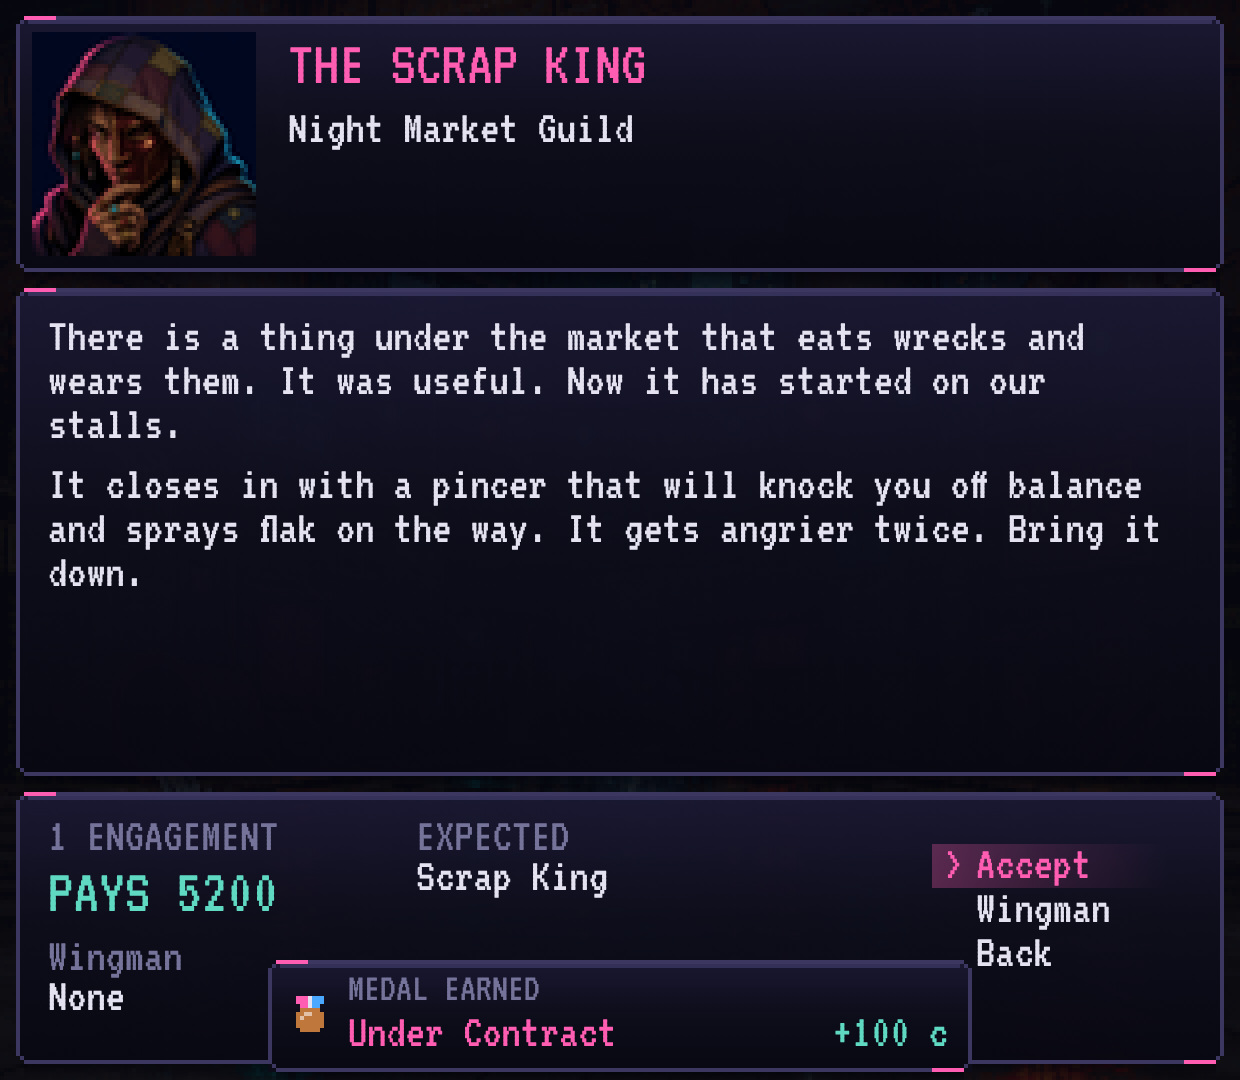 THE SCRAP KING
Night Market Guild
There is a thing under the market that eats wrecks and
wears them. It was useful. Now it has started on our
stalls.
It closes in with a pincer that will knock you off balance
and sprays flak on the way. It gets angrier twice. Bring it
down.
1 ENGAGEMENT
PAYS 5200
Wingman
None
EXPECTED
Scrap King
> Accept
Wingman
Back
MEDAL EARNED
Under Contract +100 c